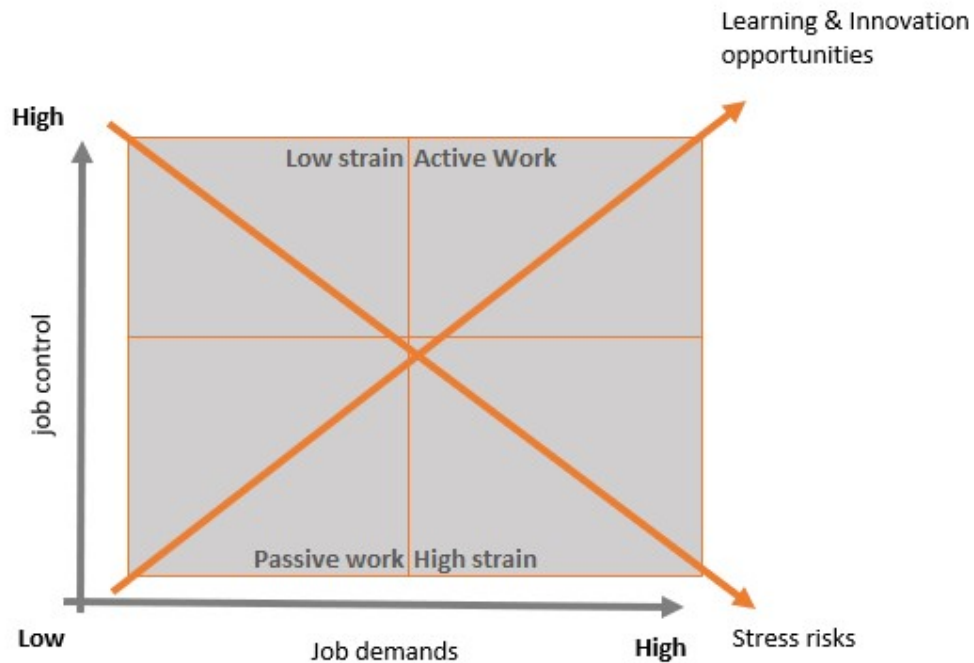 Learning & Innovation
opportunities
High
Low strain Active Work
job control
Passive work High strain
Low
Job demands
High
Stress risks